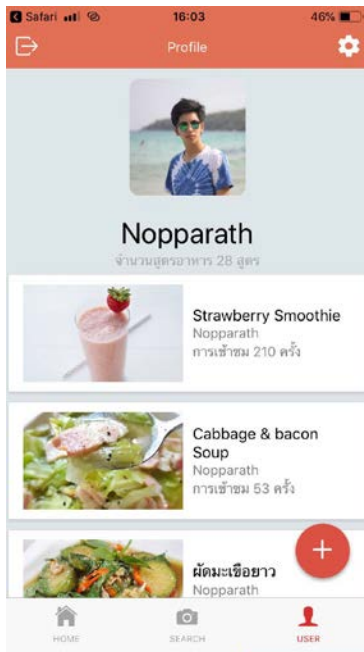 Safari 16:03 46%
Profile
Nopparath
จำนวนสูตรอาหาร 28 สูตร
Strawberry Smoothie
Nopparath
การเข้าชม 210 ครั้ง
Cabbage & bacon
Soup
Nopparath
การเข้าชม 53 ครั้ง
ผัดมะเขือยาว
Nopparath
HOME SEARCH USER